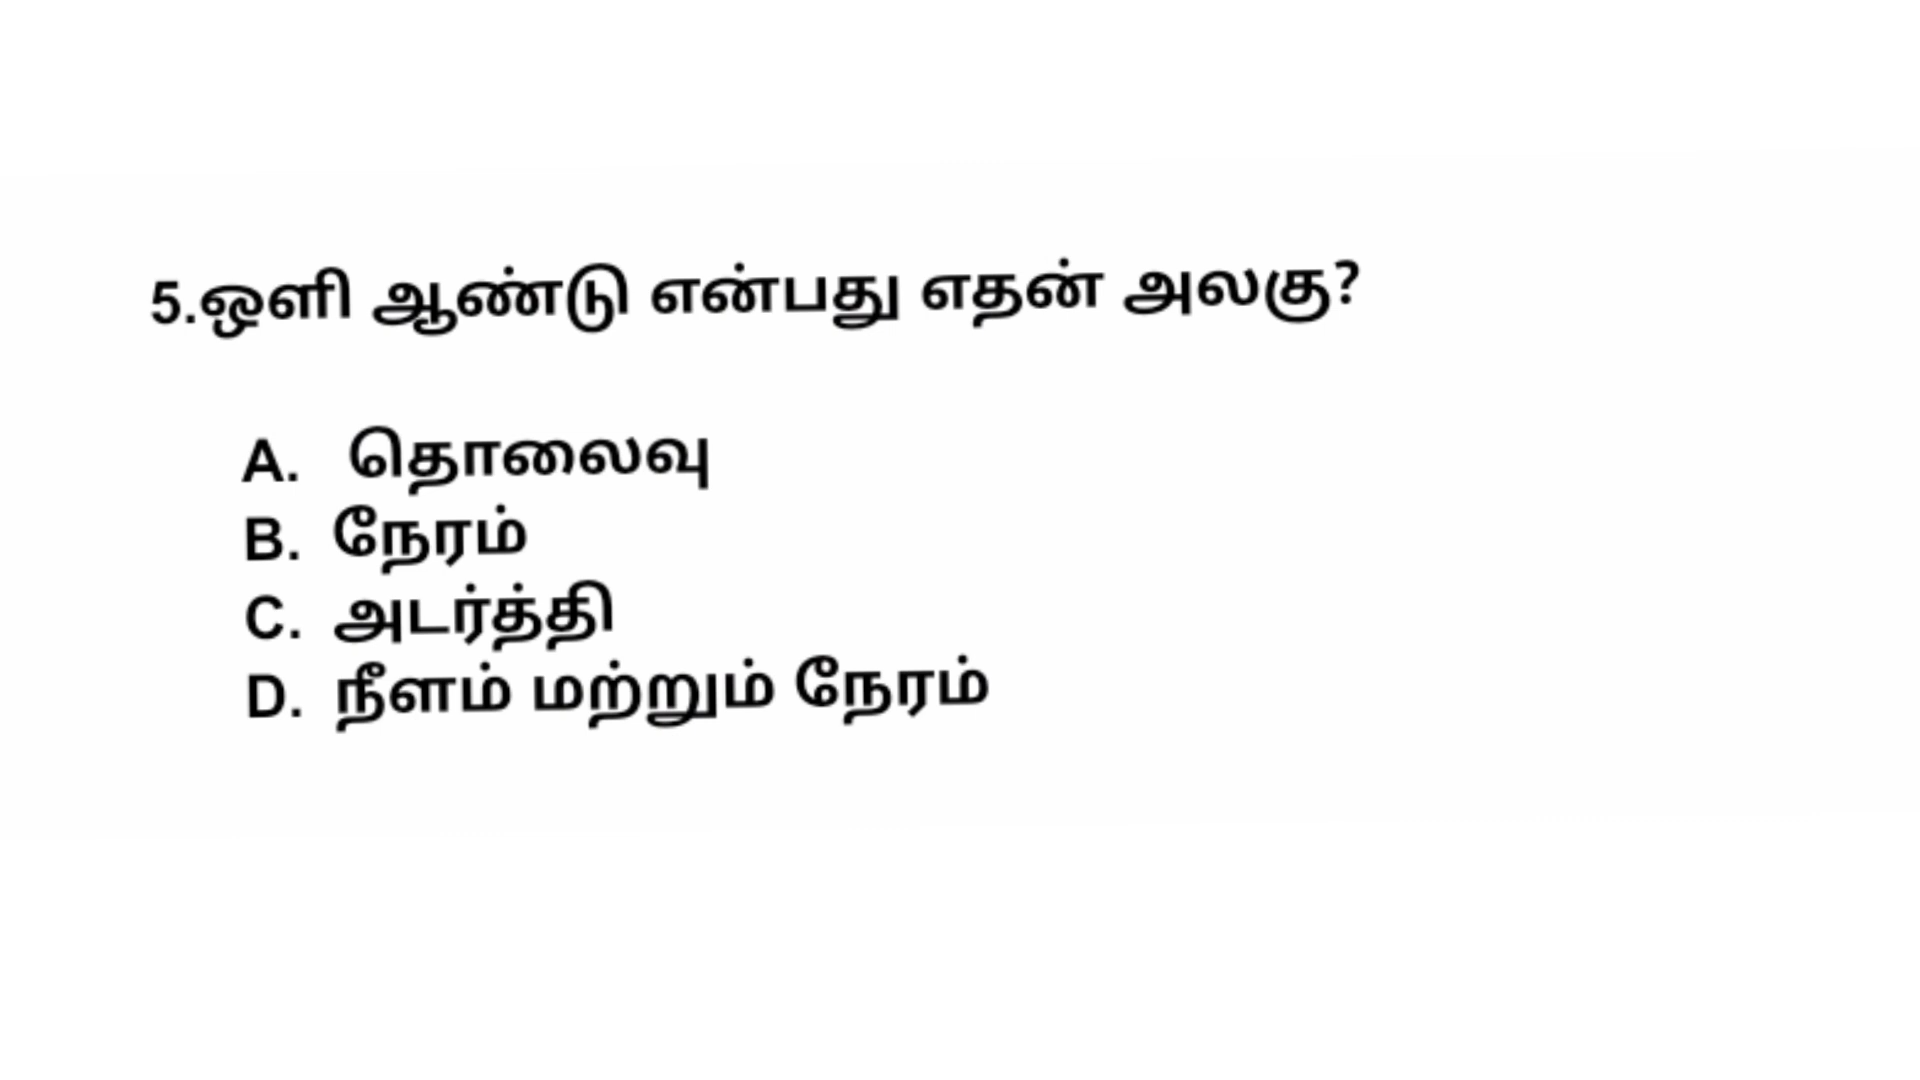 5.ஒளி ஆண்டு என்பது எதன் அலகு?
A. தொலைவு
B. நேரம்
C. அடர்த்தி
D. நீளம் மற்றும் நேரம்